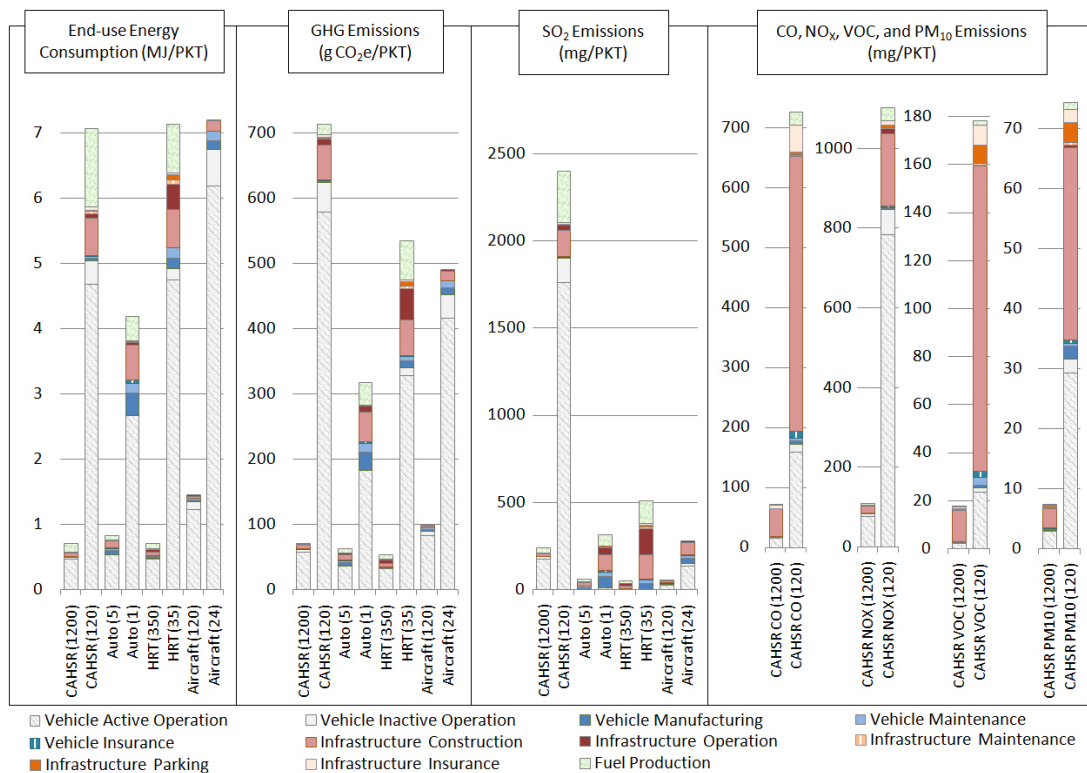 End-use Energy
Consumption (MJ/PKT)
GHG Emissions
(g CO₂e/PKT)
SO₂ Emissions
(mg/PKT)
CO, NOₓ, VOC, and PM₁₀ Emissions
(mg/PKT)
7
6
5
4
3
2
1
0
CAHSR (1200)
CAHSR (120)
Auto (5)
Auto (1)
HRT (350)
HRT (35)
Aircraft (120)
Aircraft (24)
700
600
500
400
300
200
100
0
CAHSR (1200)
CAHSR (120)
Auto (5)
Auto (1)
HRT (350)
HRT (35)
Aircraft (120)
Aircraft (24)
2500
2000
1500
1000
500
0
CAHSR (1200)
CAHSR (120)
Auto (5)
Auto (1)
HRT (350)
HRT (35)
Aircraft (120)
Aircraft (24)
700
600
500
400
300
200
100
0
CAHSR CO (1200)
CAHSR CO (120)
1000
800
600
400
200
0
CAHSR NOX (1200)
CAHSR NOX (120)
180
160
140
120
100
80
60
40
20
0
CAHSR VOC (1200)
CAHSR VOC (120)
70
60
50
40
30
20
10
0
CAHSR PM10 (1200)
CAHSR PM10 (120)
Vehicle Active Operation
Vehicle Inactive Operation
Vehicle Manufacturing
Vehicle Maintenance
Vehicle Insurance
Infrastructure Construction
Infrastructure Operation
Infrastructure Maintenance
Infrastructure Parking
Infrastructure Insurance
Fuel Production